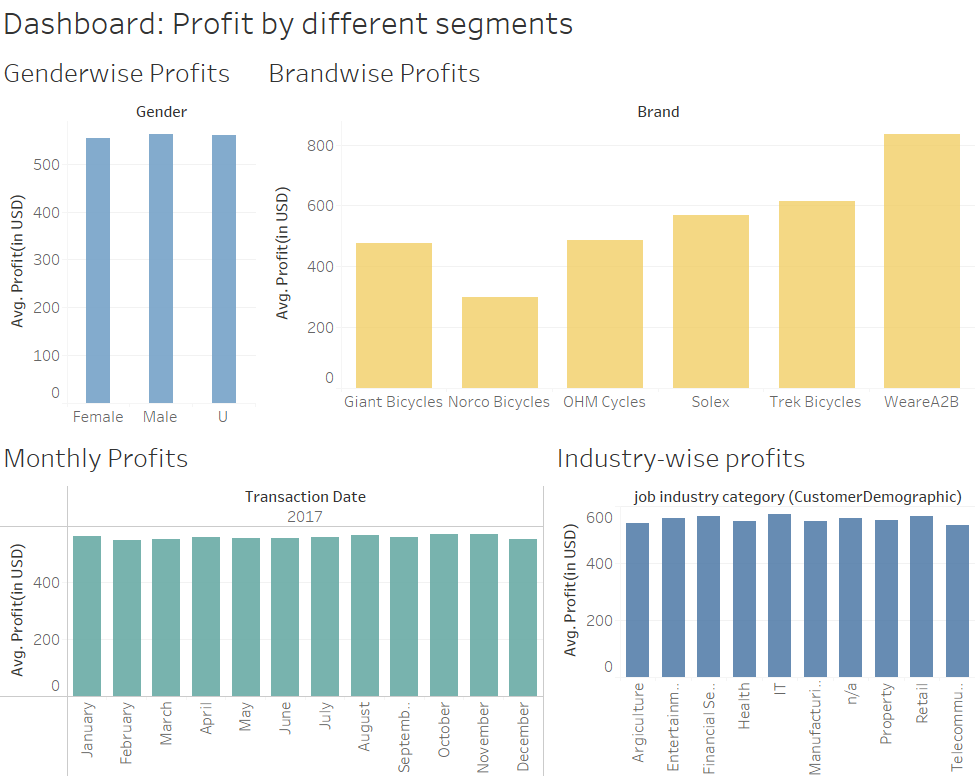 Dashboard: Profit by different segments
Genderwise Profits
Gender
Avg. Profit(in USD)
500
400
300
200
100
0
Female Male U
Brandwise Profits
Brand
Avg. Profit(in USD)
800
600
400
200
0
Giant Bicycles Norco Bicycles OHM Cycles Solex Trek Bicycles WeareA2B
Monthly Profits
Transaction Date
2017
Avg. Profit(in USD)
400
200
0
January
February
March
April
May
June
July
August
Septemb..
October
November
December
Industry-wise profits
job industry category (CustomerDemographic)
Avg. Profit(in USD)
600
400
200
0
Argiculture
Entertainm..
Financial Se..
Health
IT
Manufacturi..
n/a
Property
Retail
Telecommu..